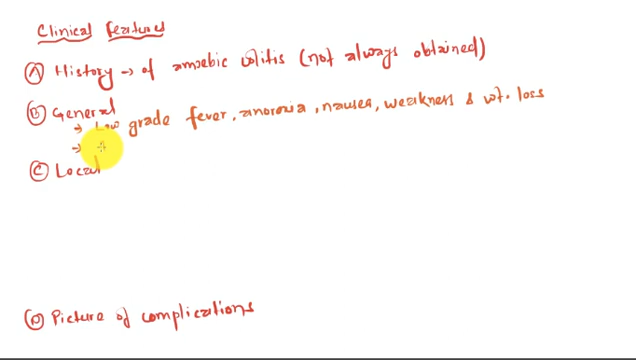 Clinical features
Ⓐ History → of amoebic colitis (not always obtained)
Ⓑ General
→ Low grade fever, anorexia, nausea, weakness & wt. loss
→
Ⓒ Local
Ⓓ Picture of complications